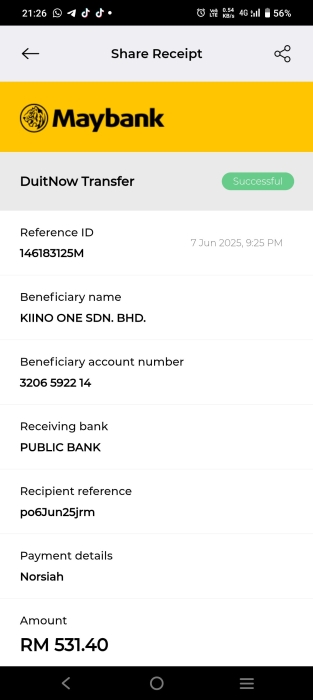 21:26 0.54 KB/s 4G 56%
Share Receipt
Maybank
DuitNow Transfer Successful
Reference ID
146183125M 7 Jun 2025, 9:25 PM
Beneficiary name
KIINO ONE SDN. BHD.
Beneficiary account number
3206 5922 14
Receiving bank
PUBLIC BANK
Recipient reference
po6Jun25jrm
Payment details
Norsiah
Amount
RM 531.40